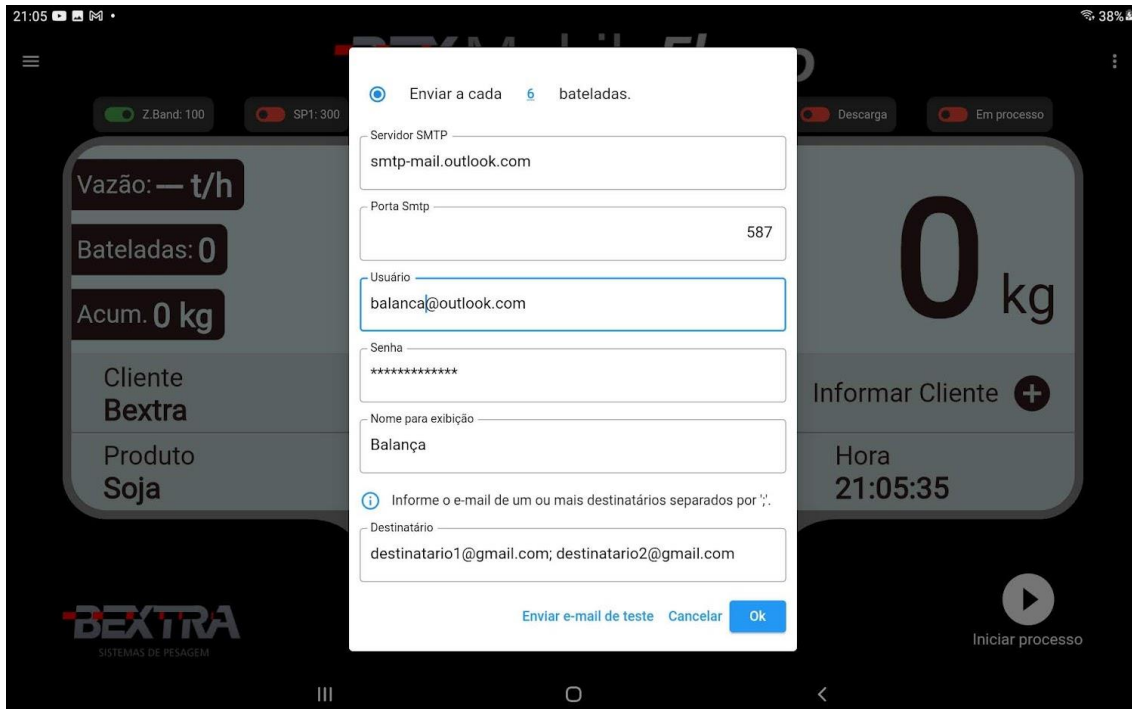 21:05
38%
Enviar a cada 6 bateladas.
Z.Band: 100
SP1: 300
Descarga
Em processo
Servidor SMTP
smtp-mail.outlook.com
Vazão: — t/h
Porta Smtp
587
Bateladas: 0
0 kg
Usuário
balanca@outlook.com
Acum. 0 kg
Senha
*************
Cliente
Bextra
Informar Cliente
Nome para exibição
Balança
Produto
Soja
Hora
21:05:35
Informe o e-mail de um ou mais destinatários separados por ';'.
Destinatário
destinatario1@gmail.com; destinatario2@gmail.com
Enviar e-mail de teste Cancelar Ok
BEXTRA
SISTEMAS DE PESAGEM
Iniciar processo